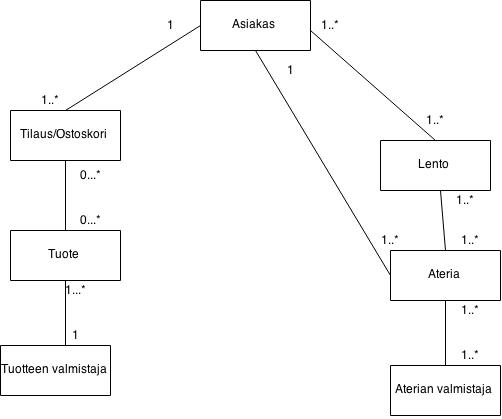 Asiakas
1
1..*
1
1..*
1..*
Tilaus/Ostoskori
Lento
0...*
1..*
0...*
1..*
1..*
Tuote
Ateria
1...*
1..*
1
1..*
Tuotteen valmistaja
Aterian valmistaja